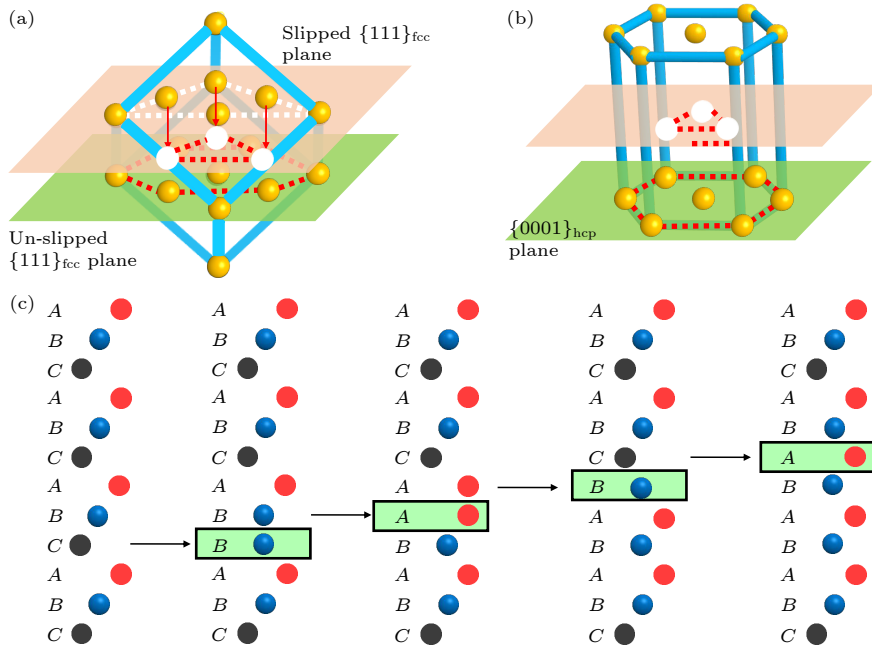 (a)
Slipped {111}fcc
plane
Un-slipped
{111}fcc plane
(b)
{0001}hcp
plane
(c)
A A A A A
B B B B B
C C C C C
A A A A A
B B B B B
C C C C A
A A A B B
B B A A A
C B B B B
A A A A A
B B B B B
C C C C C